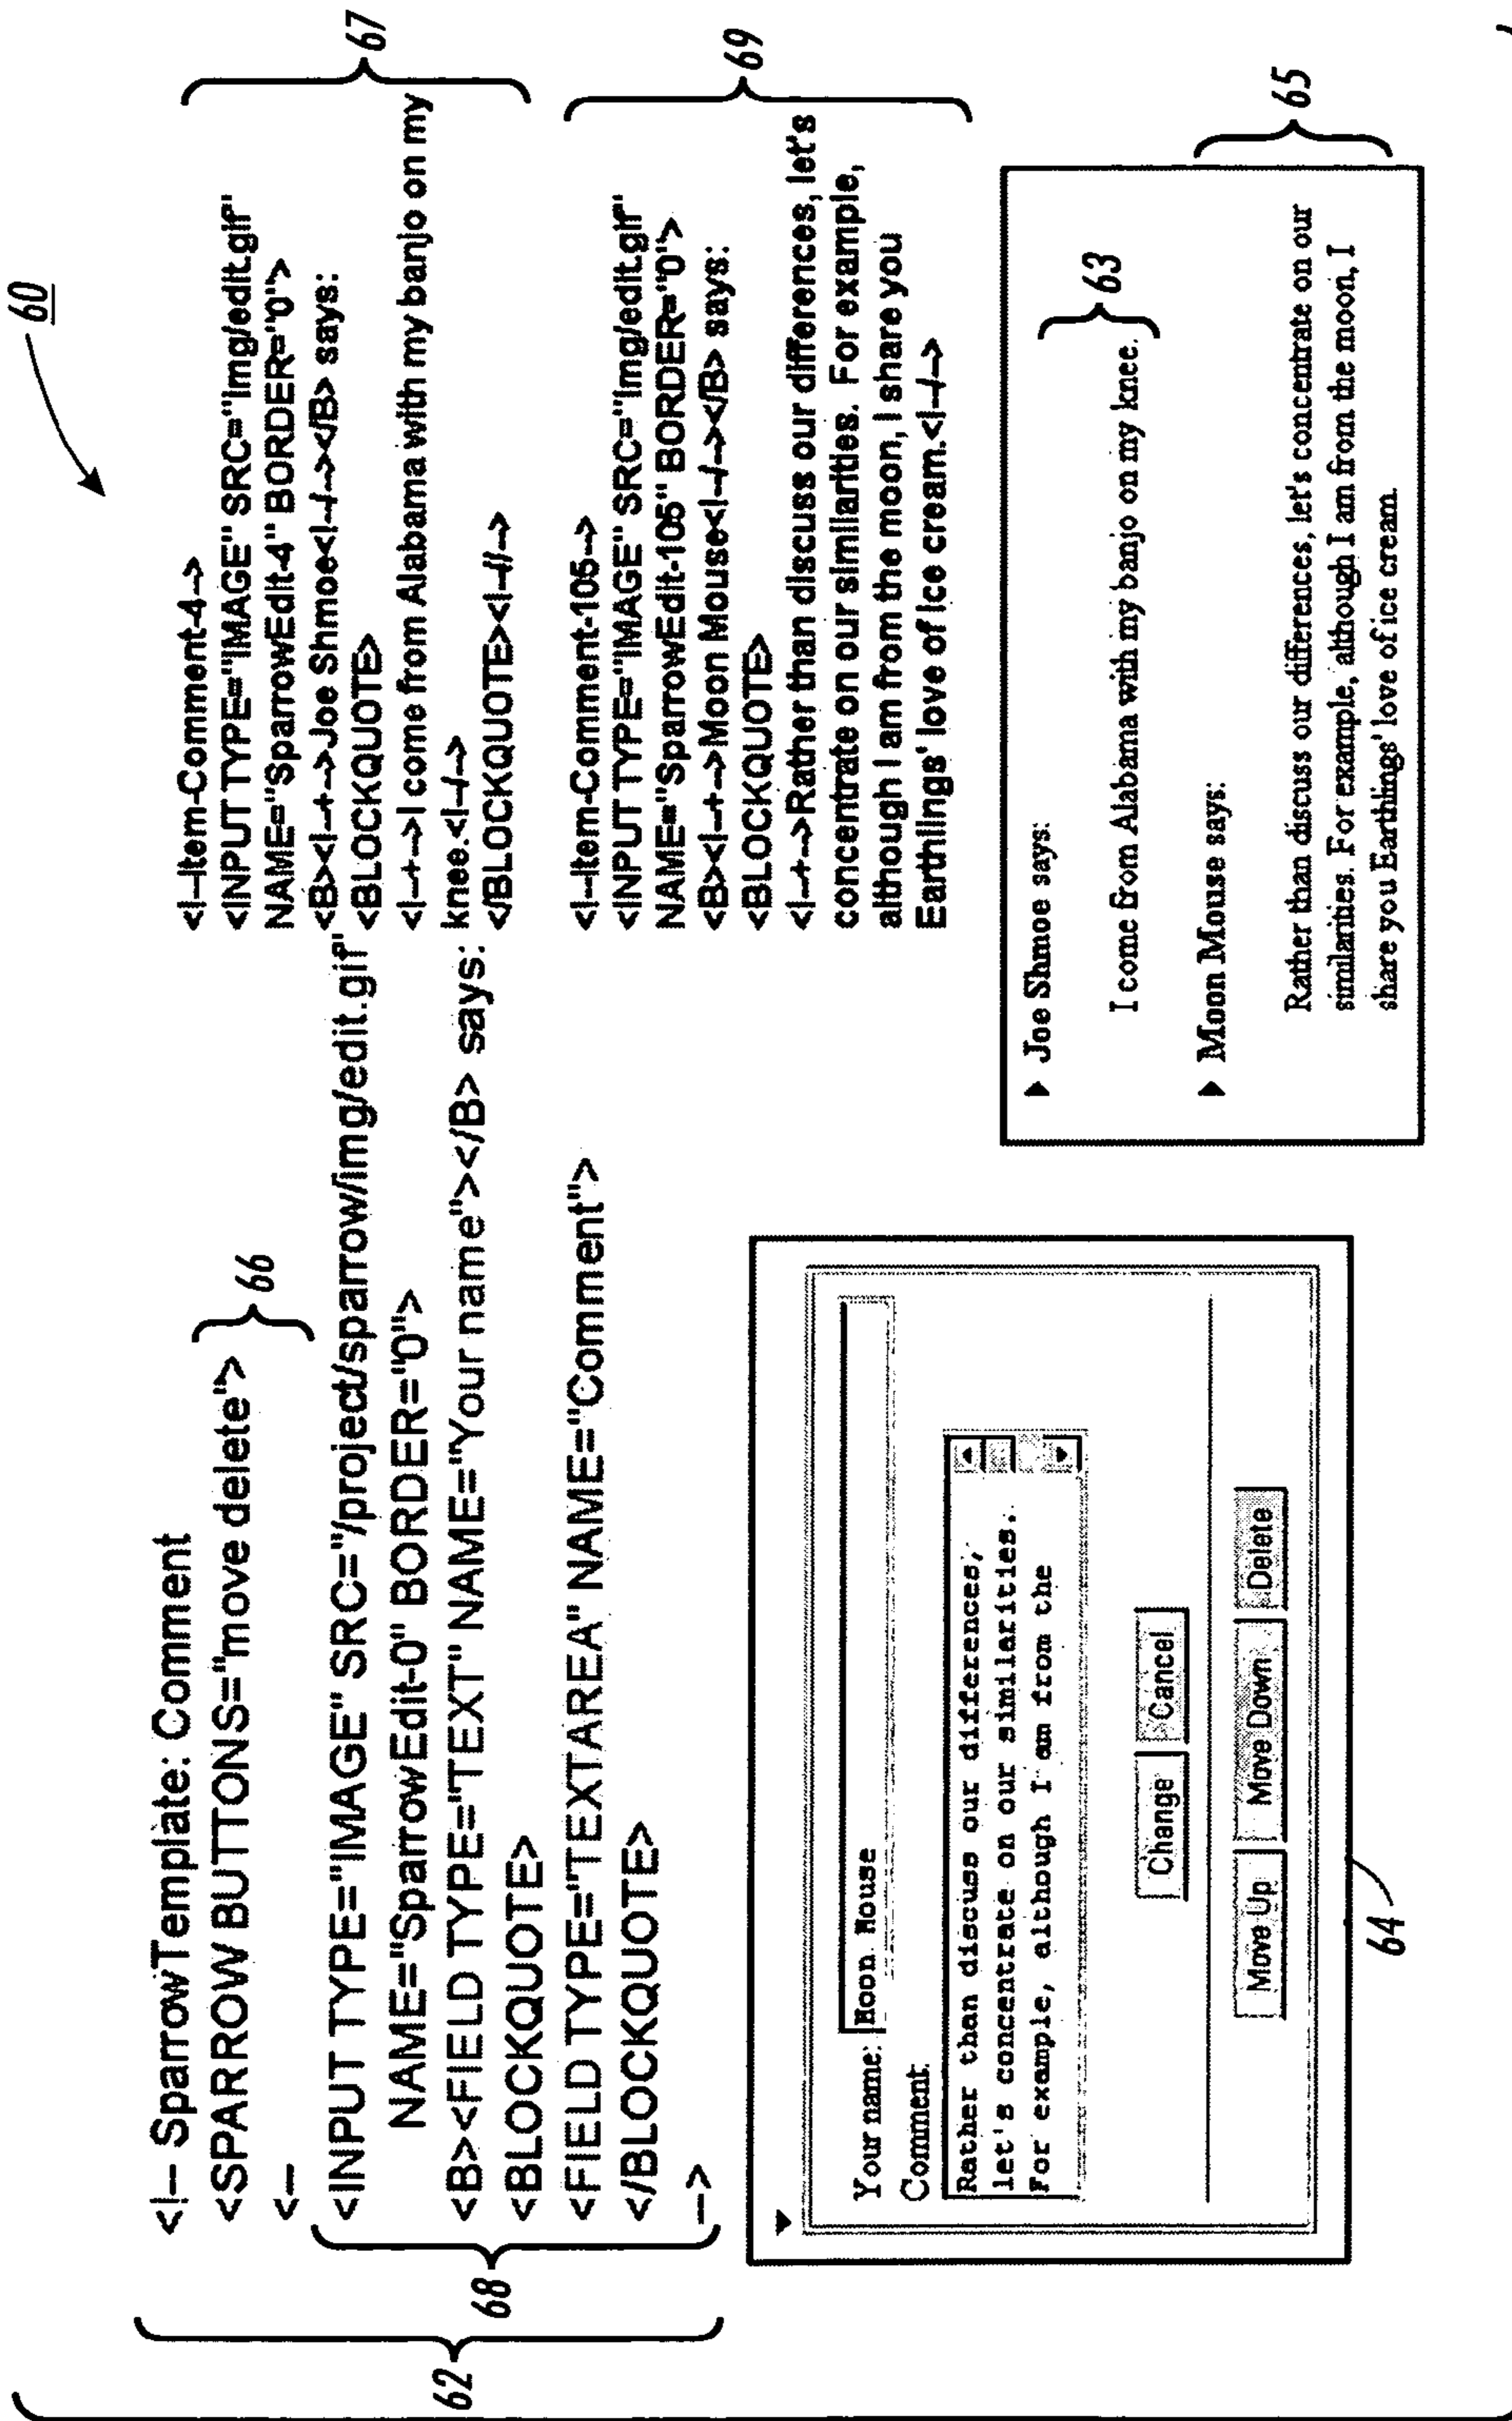 60
<!-- SparrowTemplate: Comment
<SPARROW BUTTONS="move delete">
<--
66
<INPUT TYPE="IMAGE" SRC="/project/sparrow/img/edit.gif"
NAME="SparrowEdit-0" BORDER="0">
<B><FIELD TYPE="TEXT" NAME="Your name"></B> says:
<BLOCKQUOTE>
<FIELD TYPE="TEXTAREA" NAME="Comment">
</BLOCKQUOTE>
-->
68
62
<!--Item-Comment-4-->
<INPUT TYPE="IMAGE" SRC="img/edit.gif"
NAME="SparrowEdit-4" BORDER="0">
<B><!--+-->Joe Shmoe<!--/--></B> says:
<BLOCKQUOTE>
<!--+-->I come from Alabama with my banjo on my
knee.<!--/-->
</BLOCKQUOTE><!--//-->
67
<!--Item-Comment-105-->
<INPUT TYPE="IMAGE" SRC="img/edit.gif"
NAME="SparrowEdit-105" BORDER="0">
<B><!--+-->Moon Mouse<!--/--></B> says:
<BLOCKQUOTE>
<!--+-->Rather than discuss our differences, let's
concentrate on our similarities. For example,
although I am from the moon, I share you
Earthlings' love of ice cream.<!--/-->
69
Your name: Moon Mouse
Comment:
Rather than discuss our differences,
let's concentrate on our similarities.
For example, although I am from the
Change Cancel
Move Up Move Down Delete
64
Joe Shmoe says:
I come from Alabama with my banjo on my knee.
63
Moon Mouse says:
Rather than discuss our differences, let's concentrate on our
similarities. For example, although I am from the moon, I
share you Earthlings' love of ice cream.
65